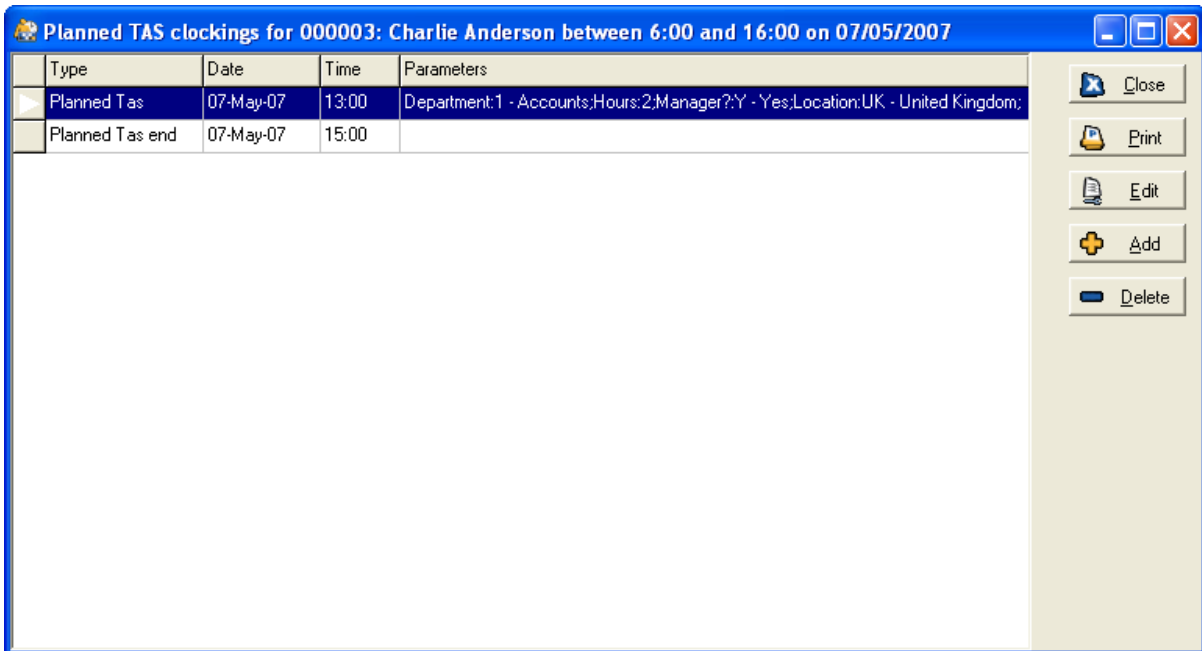 Planned TAS clockings for 000003: Charlie Anderson between 6:00 and 16:00 on 07/05/2007
Type Date Time Parameters
Planned Tas 07-May-07 13:00 Department:1 - Accounts;Hours:2;Manager?:Y - Yes;Location:UK - United Kingdom;
Planned Tas end 07-May-07 15:00
Close
Print
Edit
Add
Delete